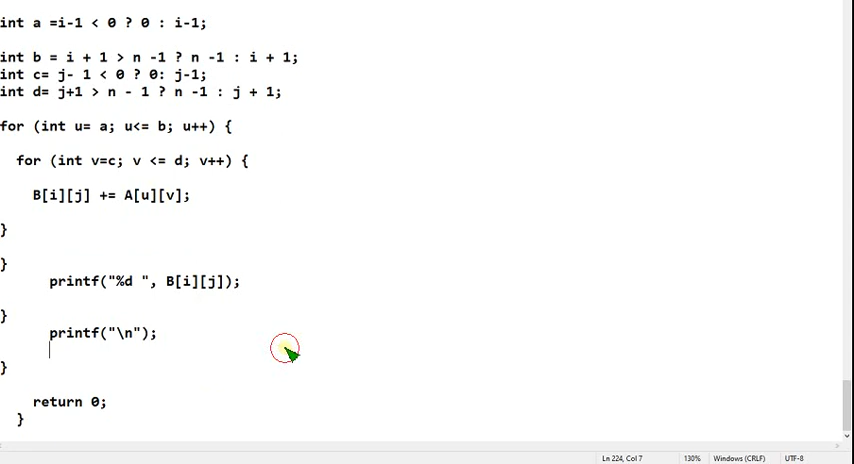 int a =i-1 < 0 ? 0 : i-1;
int b = i + 1 > n -1 ? n -1 : i + 1;
int c= j- 1 < 0 ? 0: j-1;
int d= j+1 > n - 1 ? n -1 : j + 1;
for (int u= a; u<= b; u++) {
for (int v=c; v <= d; v++) {
B[i][j] += A[u][v];
}
}
printf("%d ", B[i][j]);
}
printf("\n");
}
return 0;
}
Ln 224, Col 7 130% Windows (CRLF) UTF-8